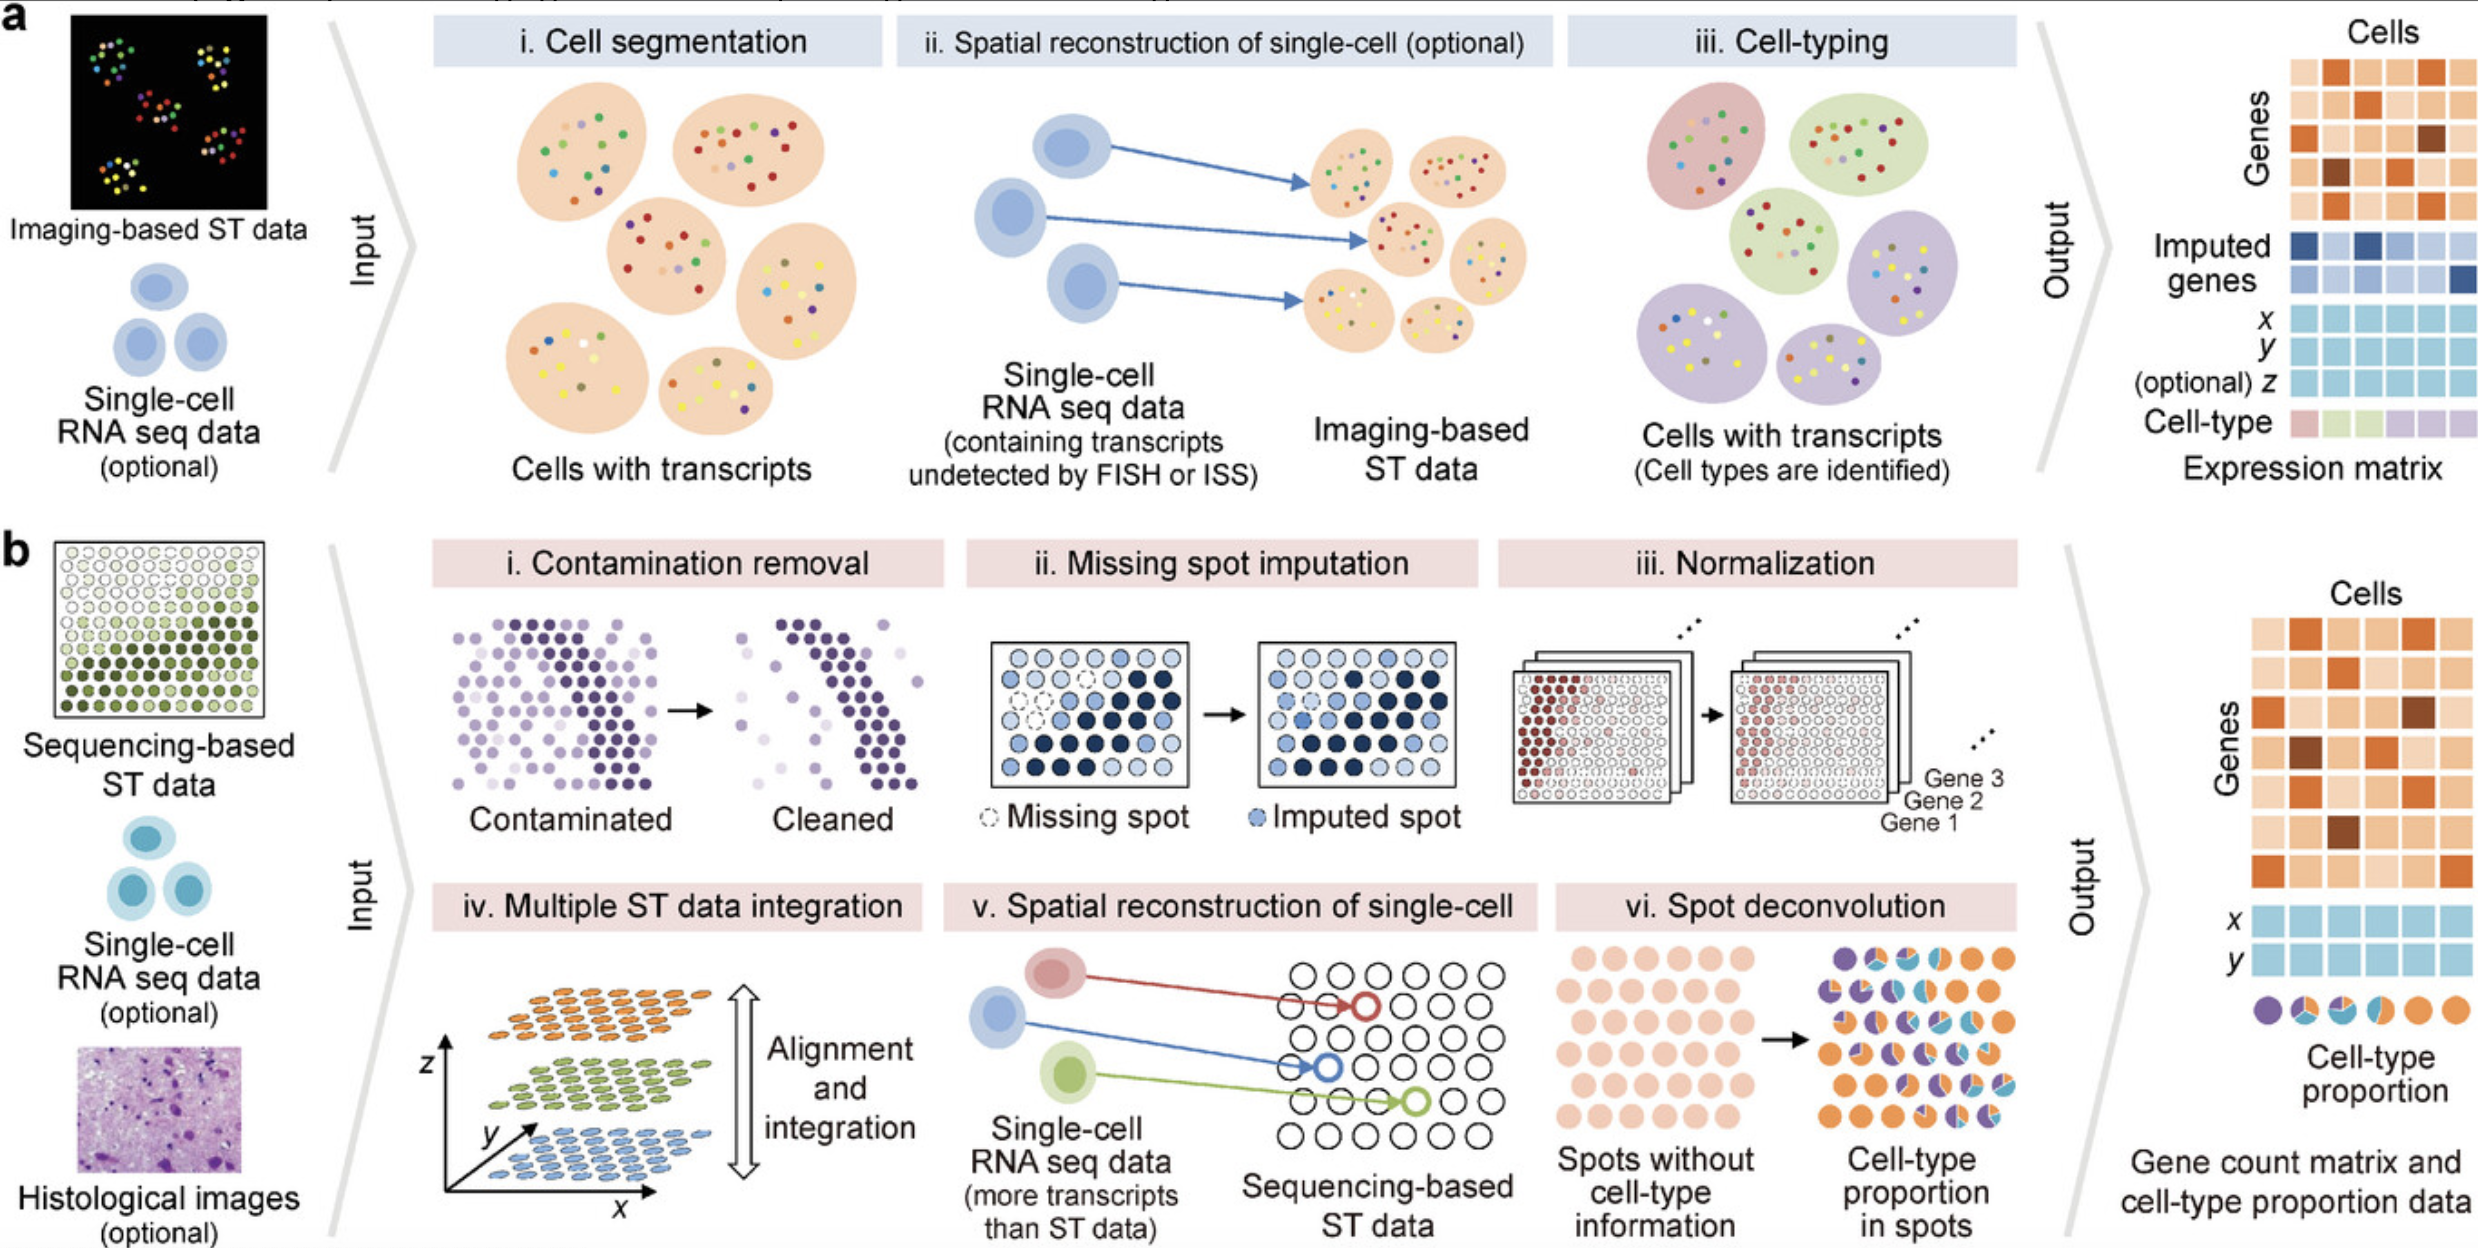 a
Imaging-based ST data
Single-cell
RNA seq data
(optional)
Input
i. Cell segmentation
Cells with transcripts
ii. Spatial reconstruction of single-cell (optional)
Single-cell
RNA seq data
(containing transcripts
undetected by FISH or ISS)
Imaging-based
ST data
iii. Cell-typing
Cells with transcripts
(Cell types are identified)
Output
Cells
Genes
Imputed
genes
x
y
(optional) z
Cell-type
Expression matrix
b
Sequencing-based
ST data
Single-cell
RNA seq data
(optional)
Histological images
(optional)
Input
i. Contamination removal
Contaminated
Cleaned
ii. Missing spot imputation
Missing spot
Imputed spot
iii. Normalization
Gene 3
Gene 2
Gene 1
iv. Multiple ST data integration
z
y
x
Alignment
and
integration
v. Spatial reconstruction of single-cell
Single-cell
RNA seq data
(more transcripts
than ST data)
Sequencing-based
ST data
vi. Spot deconvolution
Spots without
cell-type
information
Cell-type
proportion
in spots
Output
Cells
Genes
x
y
Cell-type
proportion
Gene count matrix and
cell-type proportion data